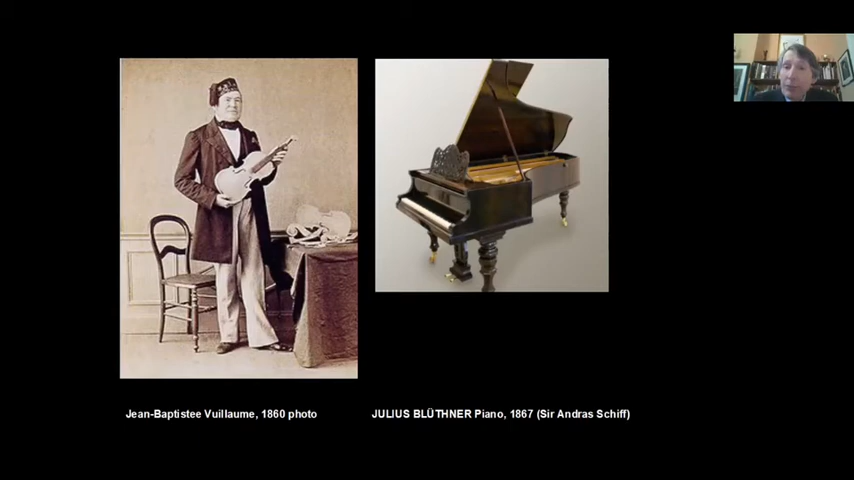 Jean-Baptistee Vuillaume, 1860 photo
JULIUS BLÜTHNER Piano, 1867 (Sir Andras Schiff)